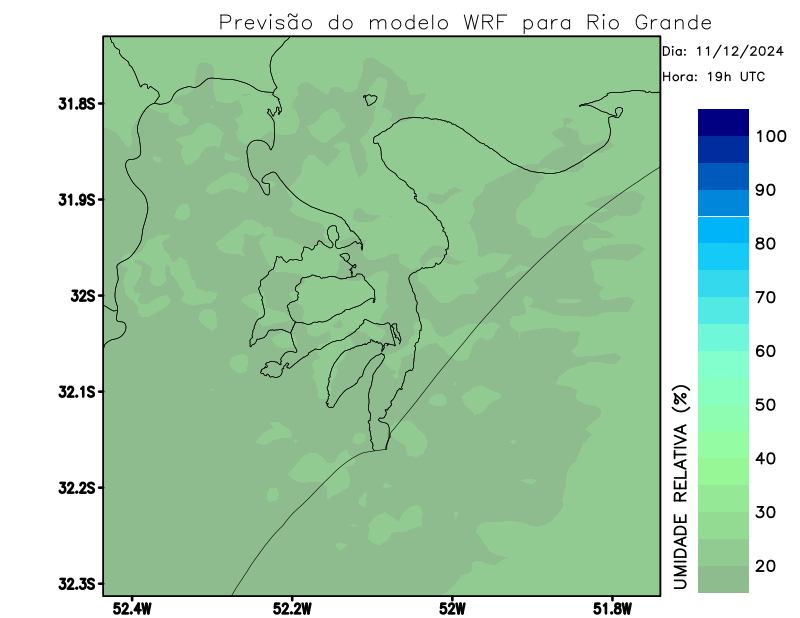 Previsão do modelo WRF para Rio Grande
Dia: 11/12/2024
Hora: 19h UTC
31.8S
31.9S
32S
32.1S
32.2S
32.3S
52.4W
52.2W
52W
51.8W
UMIDADE RELATIVA (%)
100
90
80
70
60
50
40
30
20